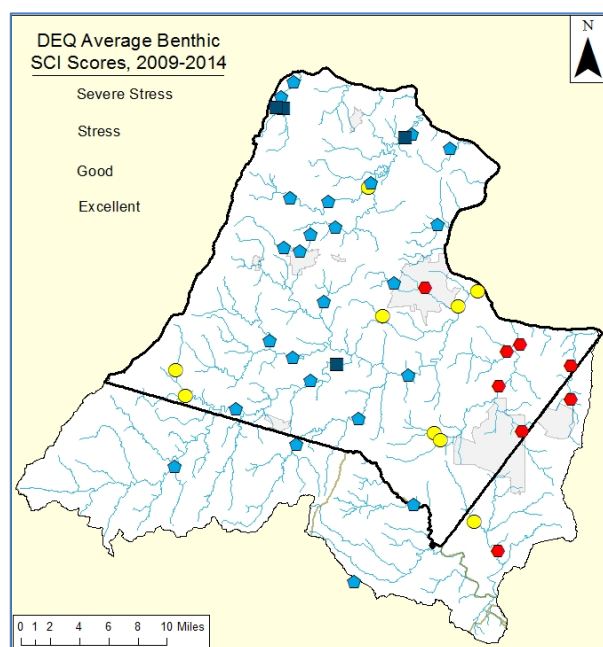 DEQ Average Benthic
SCI Scores, 2009-2014
Severe Stress
Stress
Good
Excellent
N
0 1 2 4 6 8 10 Miles